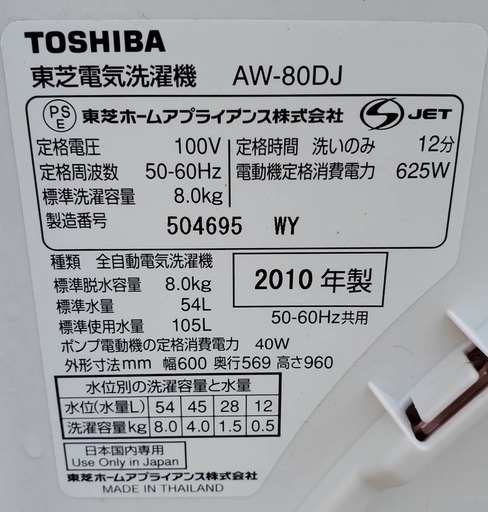 TOSHIBA
東芝電気洗濯機 AW-80DJ
PSE 東芝ホームアプライアンス株式会社 S JET
定格電圧 100V
定格周波数 50-60Hz
標準洗濯容量 8.0kg
製造番号 504695 WY
定格時間 洗いのみ 12分
電動機定格消費電力 625W
種類 全自動電気洗濯機
標準脱水容量 8.0kg
標準水量 54L
標準使用水量 105L
2010年製
50-60Hz共用
ポンプ電動機の定格消費電力 40W
外形寸法mm 幅600 奥行569 高さ960
水位別の洗濯容量と水量
水位(水量L) 54 45 28 12
洗濯容量kg 8.0 4.0 1.5 0.5
日本国内専用
Use Only in Japan
東芝ホームアプライアンス株式会社
MADE IN THAILAND